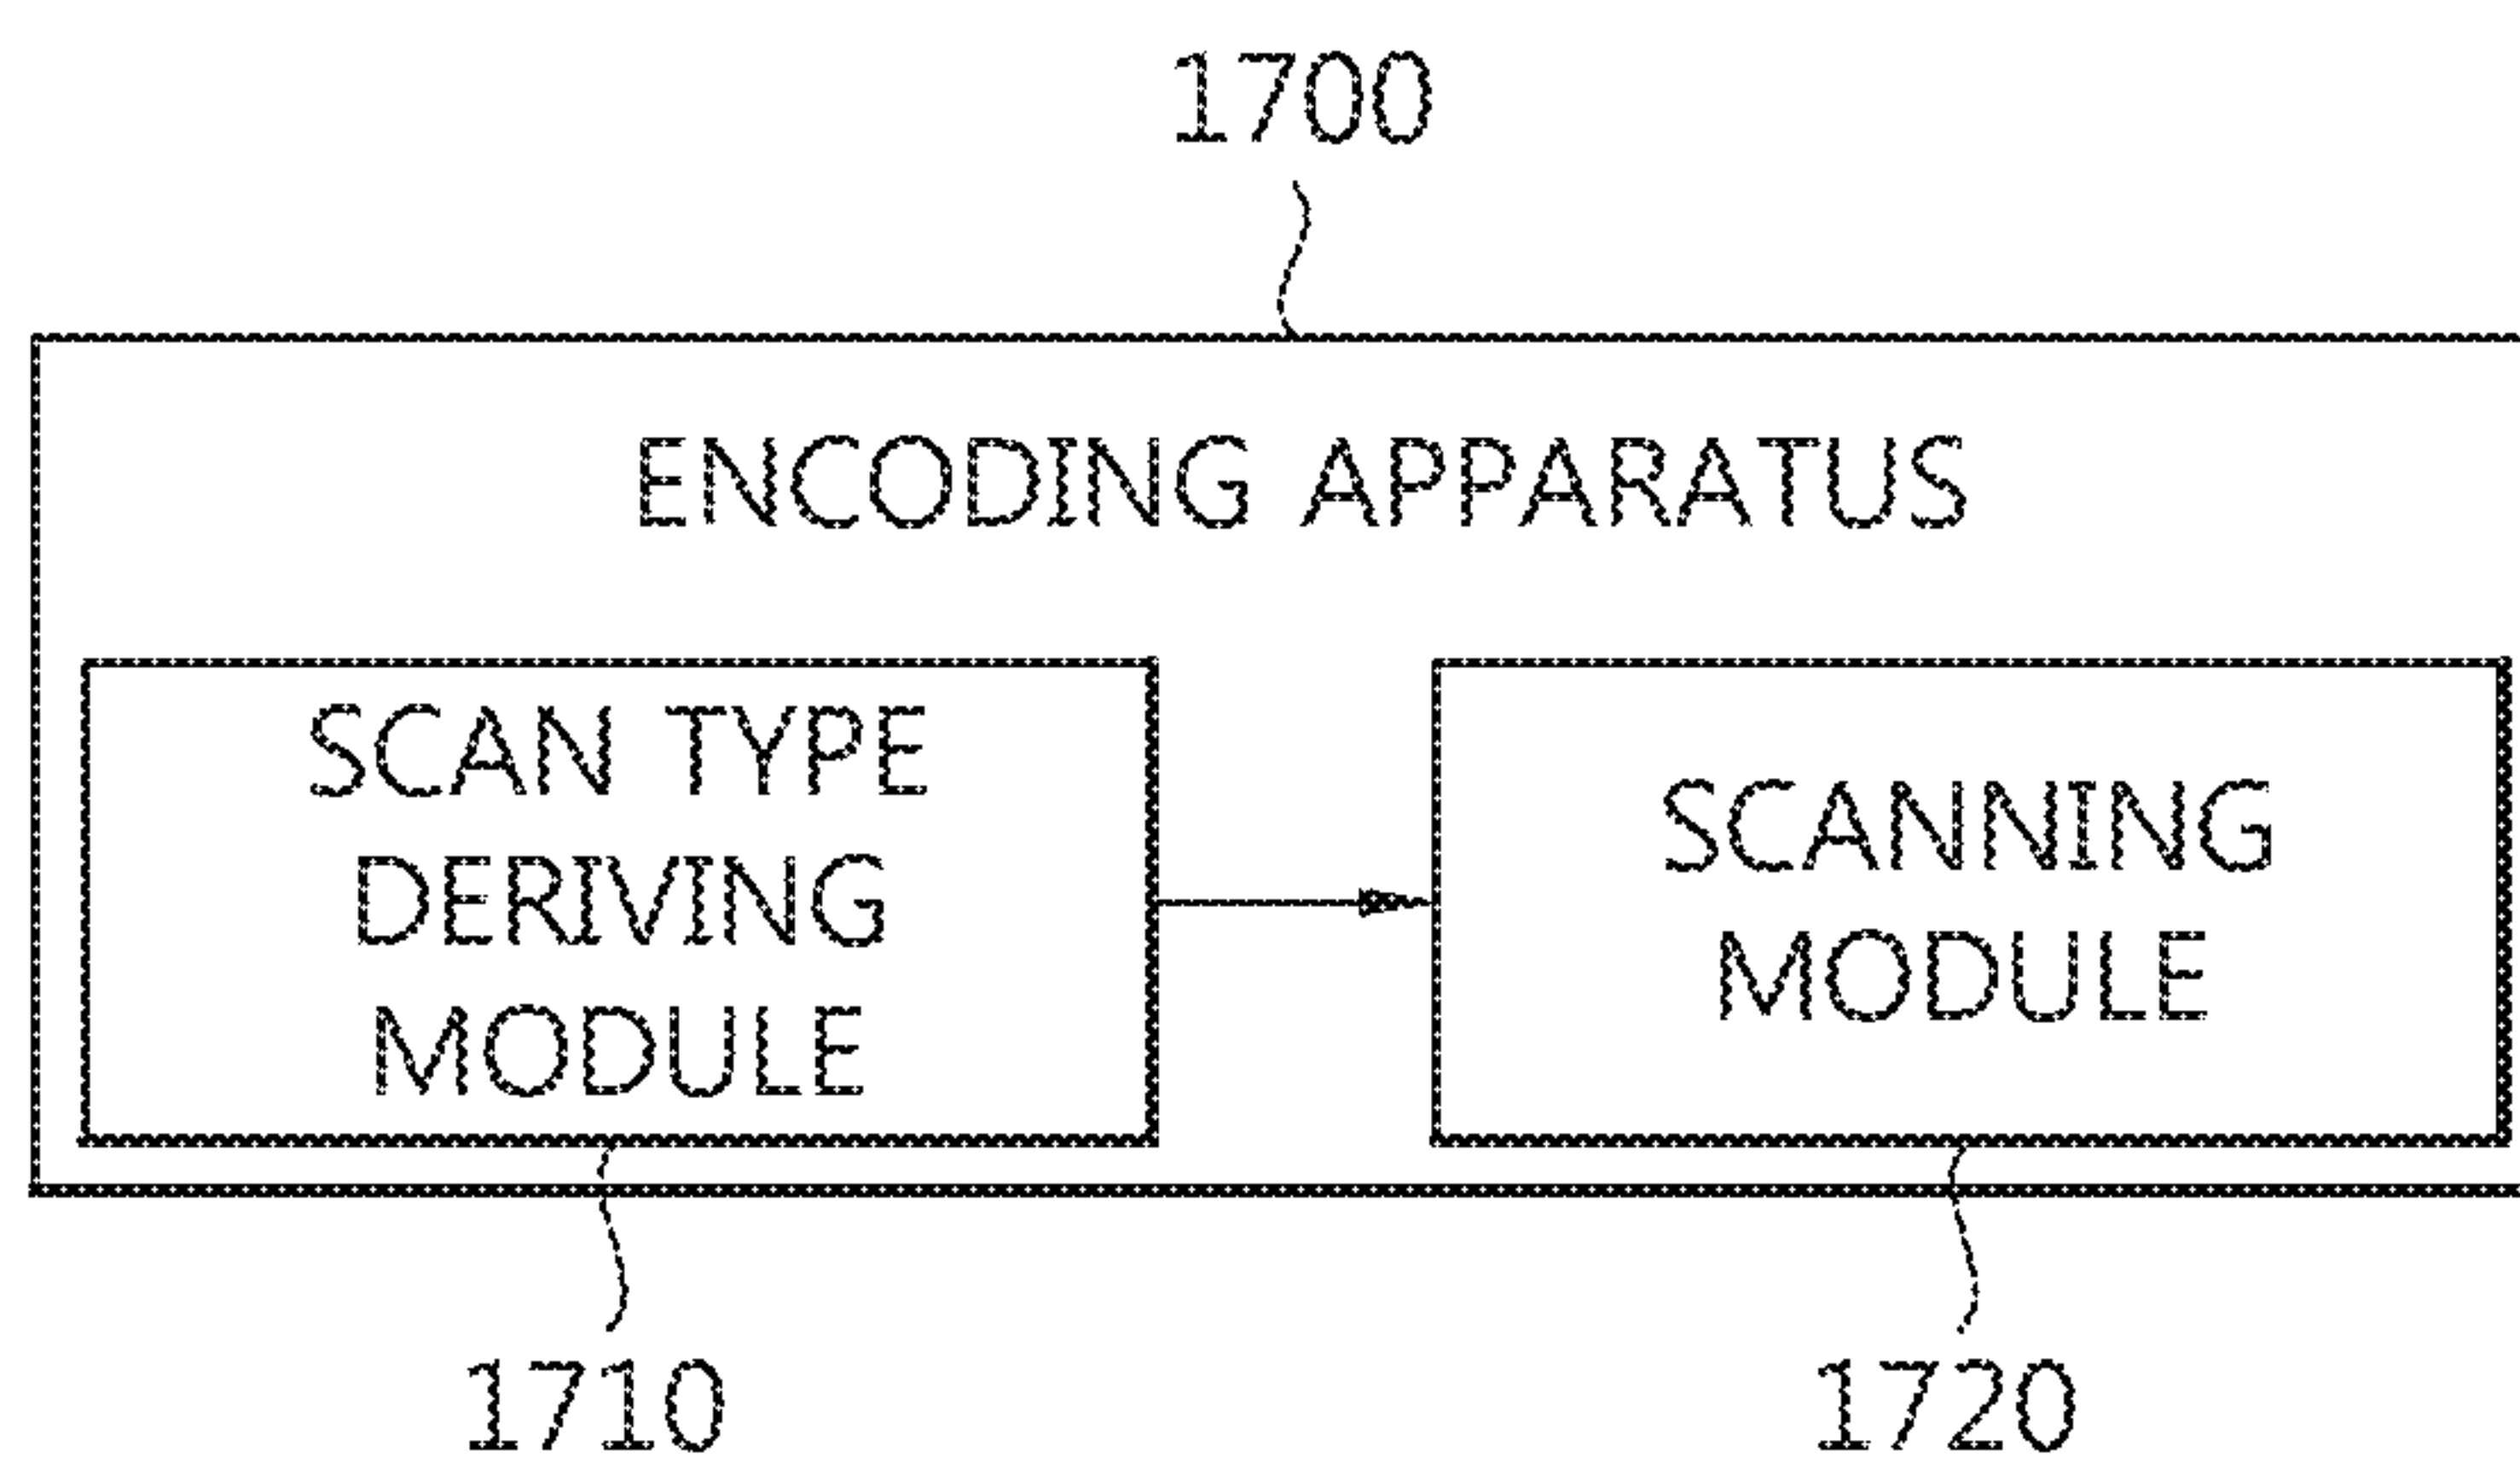 1700
ENCODING APPARATUS
SCAN TYPE
DERIVING
MODULE
SCANNING
MODULE
1710
1720